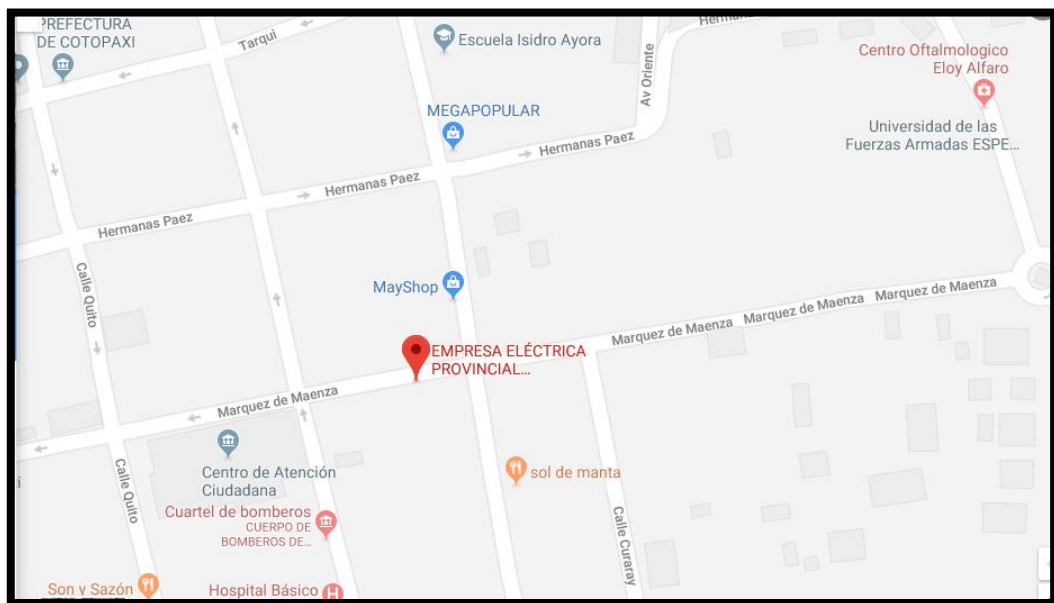 PREFECTURA
DE COTOPAXI
Tarqui
Escuela Isidro Ayora
Av Oriente
Centro Oftalmologico
Eloy Alfaro
MEGAPOPULAR
Universidad de las
Fuerzas Armadas ESPE...
Hermanas Paez
Hermanas Paez
Hermanas Paez
Calle Quito
MayShop
Marquez de Maenza
Marquez de Maenza
Marquez de Maenza
EMPRESA ELÉCTRICA
PROVINCIAL...
Marquez de Maenza
Centro de Atención
Ciudadana
Calle Quito
sol de manta
Cuartel de bomberos
CUERPO DE
BOMBEROS DE...
Calle Curaray
Son y Sazón
Hospital Básico
H